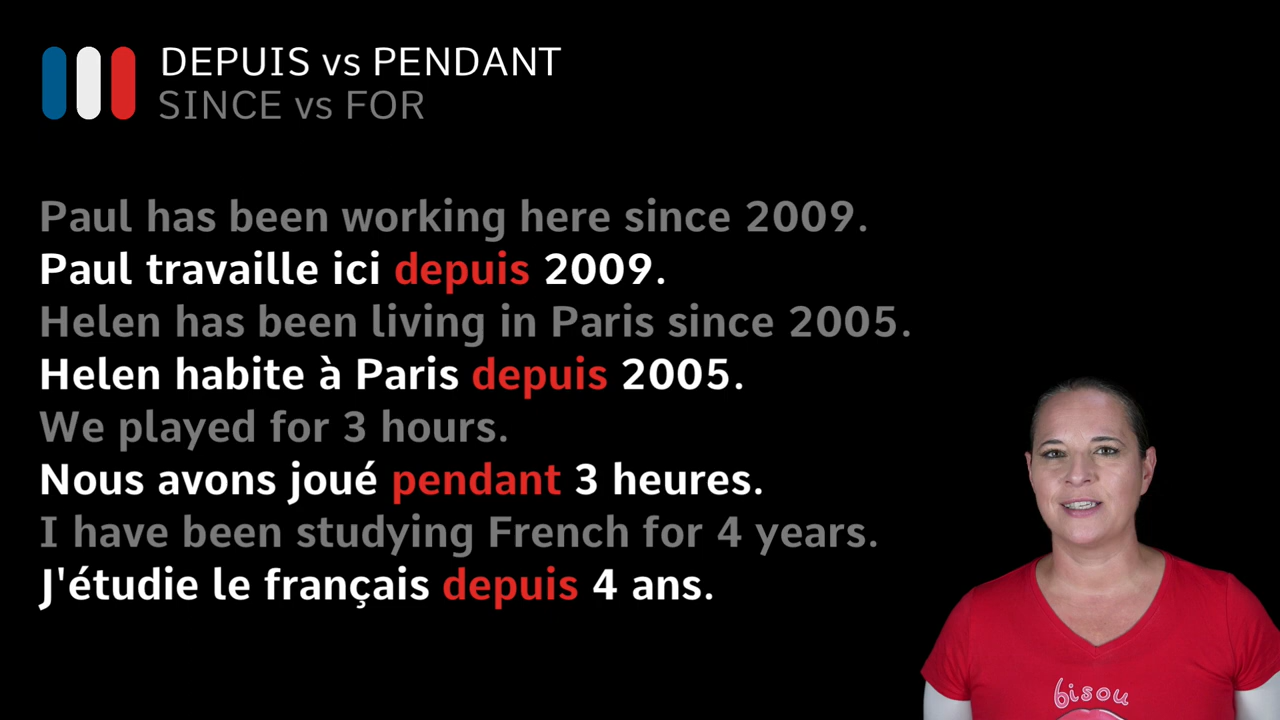 DEPUIS vs PENDANT
SINCE vs FOR
Paul has been working here since 2009.
Paul travaille ici depuis 2009.
Helen has been living in Paris since 2005.
Helen habite à Paris depuis 2005.
We played for 3 hours.
Nous avons joué pendant 3 heures.
I have been studying French for 4 years.
J'étudie le français depuis 4 ans.
bisou